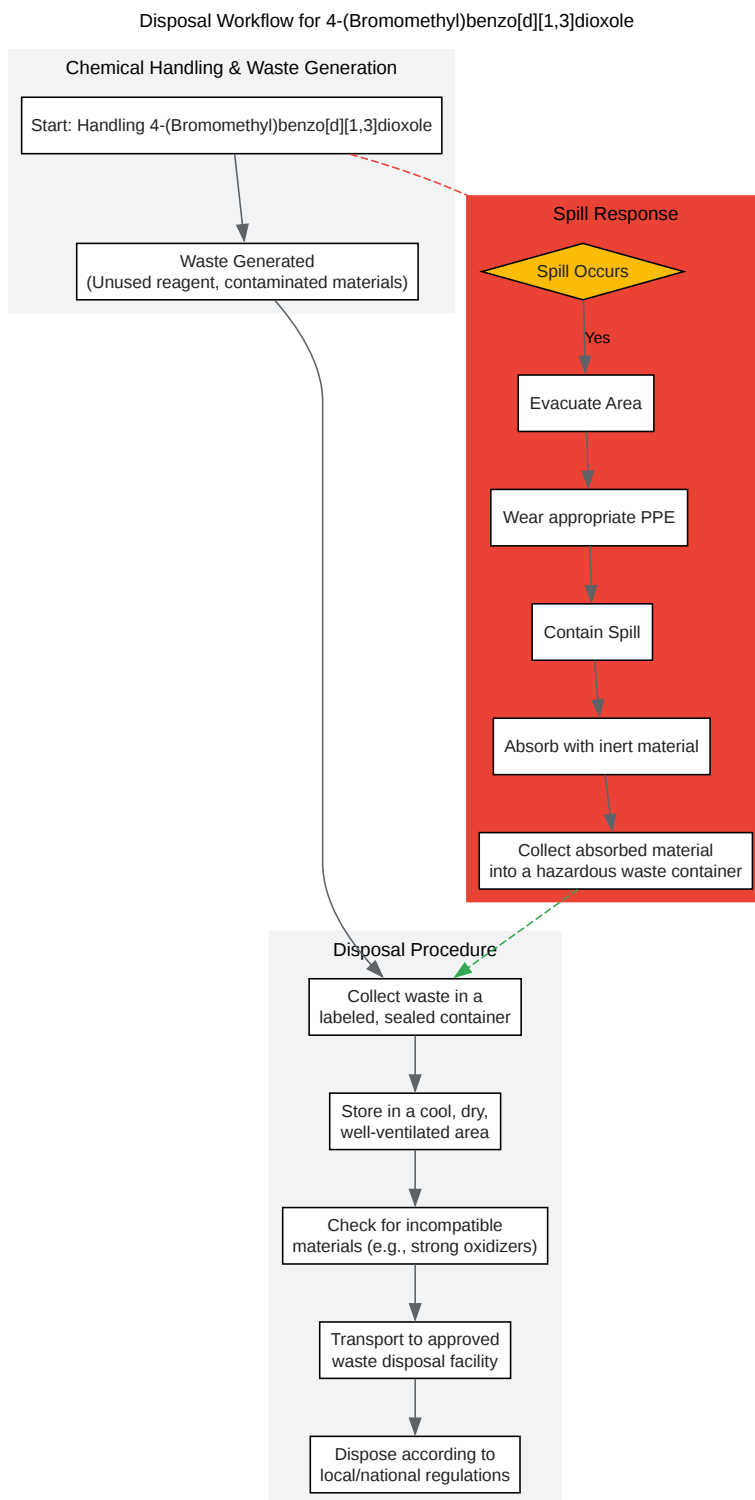 Disposal Workflow for 4-(Bromomethyl)benzo[d][1,3]dioxole
Chemical Handling & Waste Generation
Start: Handling 4-(Bromomethyl)benzo[d][1,3]dioxole
Waste Generated
(Unused reagent, contaminated materials)
Spill Response
Spill Occurs
Yes
Evacuate Area
Wear appropriate PPE
Contain Spill
Absorb with inert material
Collect absorbed material
into a hazardous waste container
Disposal Procedure
Collect waste in a
labeled, sealed container
Store in a cool, dry,
well-ventilated area
Check for incompatible
materials (e.g., strong oxidizers)
Transport to approved
waste disposal facility
Dispose according to
local/national regulations